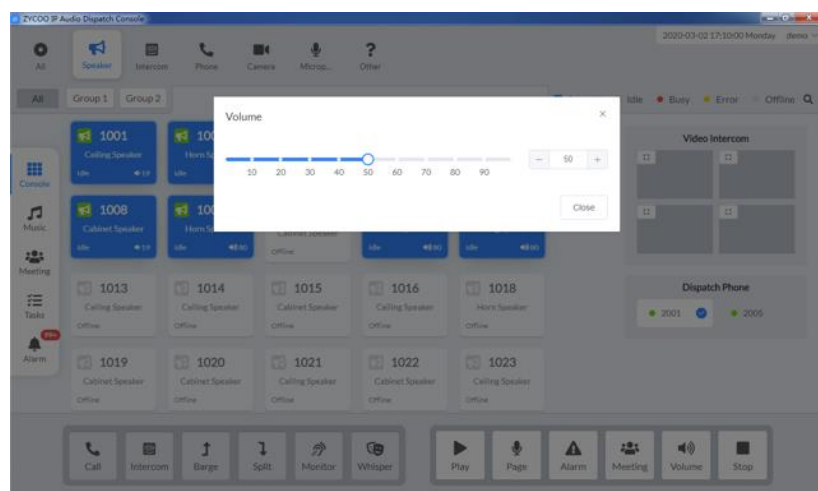 ZYCOO IP Audio Dispatch Console
2020-03-02 17:10:00 Monday demo
All Speaker Intercom Phone Camera Microp... Other
All Group 1 Group 2
Idle Busy Error Offline
Volume
10 20 30 40 50 60 70 80 90
50
Close
Console
Music
Meeting
Tasks
99+
Alarm
1001
Ceiling Speaker
Idle
1008
Cabinet Speaker
Idle
Idle
Offline
Idle
Idle
1013 1014 1015 1016 1018
Ceiling Speaker Ceiling Speaker Cabinet Speaker Ceiling Speaker Horn Speaker
Offline Offline Offline Offline Offline
1019 1020 1021 1022 1023
Cabinet Speaker Cabinet Speaker Ceiling Speaker Cabinet Speaker Ceiling Speaker
Offline Offline Offline Offline Offline
Video Intercom
Dispatch Phone
2001 2005
Call Intercom Barge Split Monitor Whisper Play Page Alarm Meeting Volume Stop